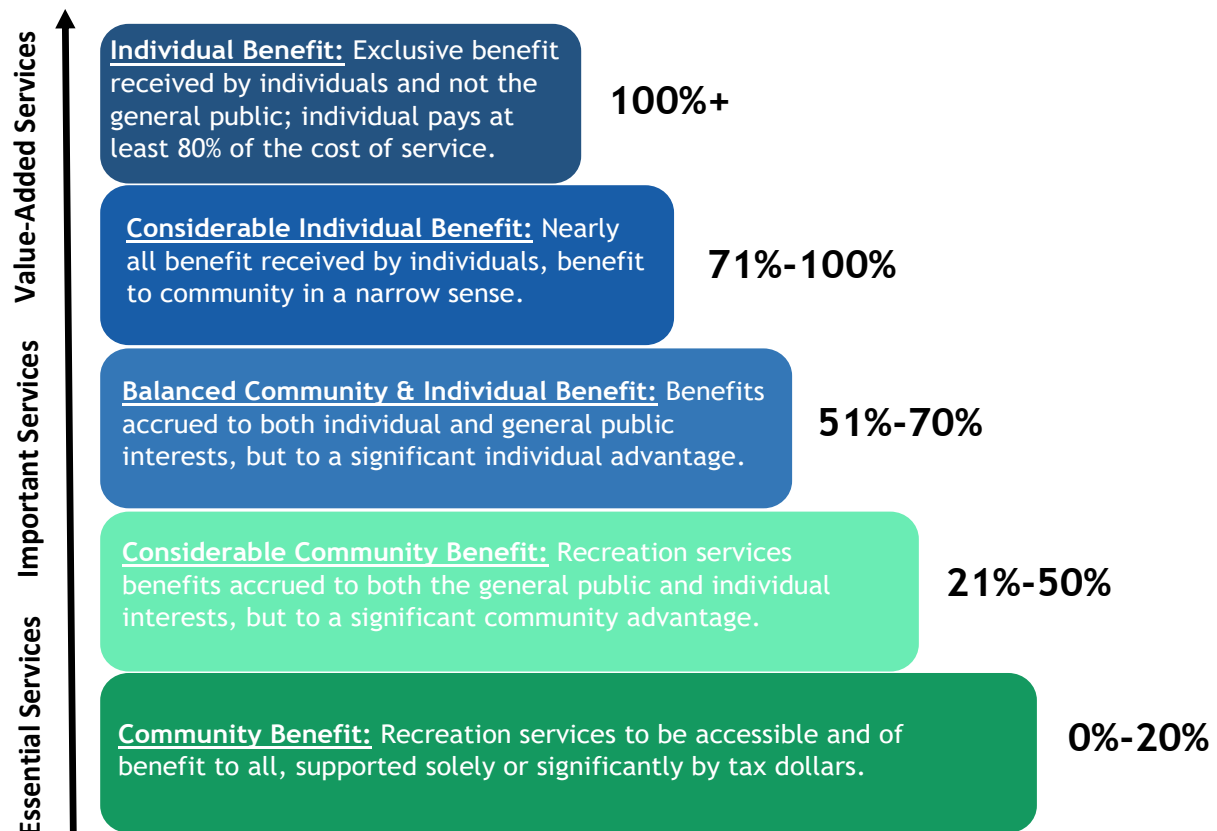 Value-Added Services
Individual Benefit: Exclusive benefit
received by individuals and not the
general public; individual pays at
least 80% of the cost of service.
100%+
Considerable Individual Benefit: Nearly
all benefit received by individuals, benefit
to community in a narrow sense.
71%-100%
Important Services
Balanced Community & Individual Benefit: Benefits
accrued to both individual and general public
interests, but to a significant individual advantage.
51%-70%
Considerable Community Benefit: Recreation services
benefits accrued to both the general public and individual
interests, but to a significant community advantage.
21%-50%
Essential Services
Community Benefit: Recreation services to be accessible and of
benefit to all, supported solely or significantly by tax dollars.
0%-20%